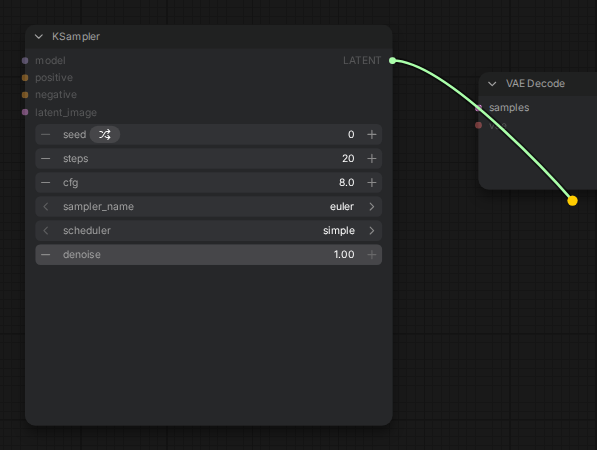 KSampler
model LATENT
positive
negative
latent_image
seed 0
steps 20
cfg 8.0
sampler_name euler
scheduler simple
denoise 1.00
VAE Decode
samples